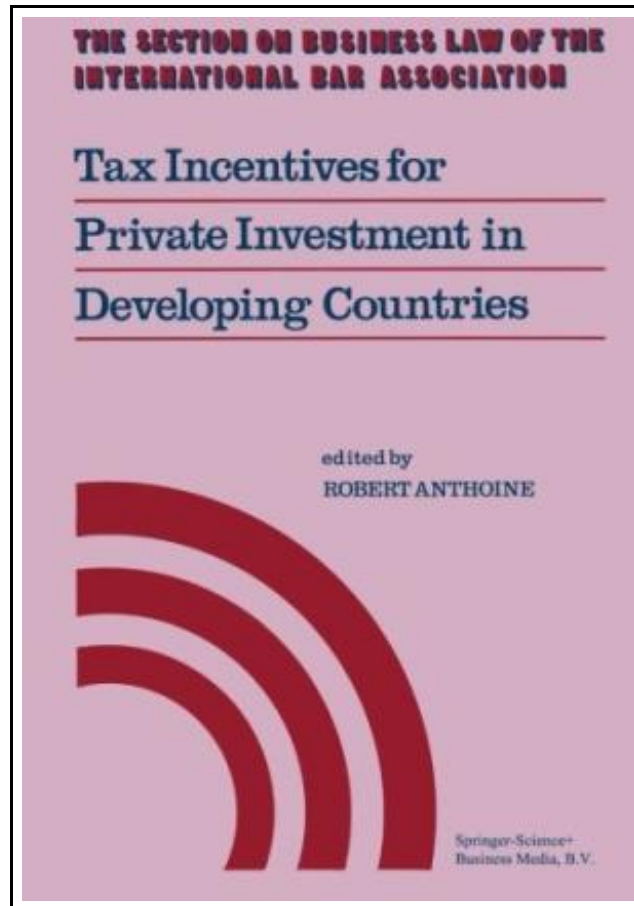 THE SECTION ON BUSINESS LAW OF THE
INTERNATIONAL BAR ASSOCIATION
Tax Incentives for
Private Investment in
Developing Countries
edited by
ROBERT ANTHOINE
Springer-Science+
Business Media, B.V.